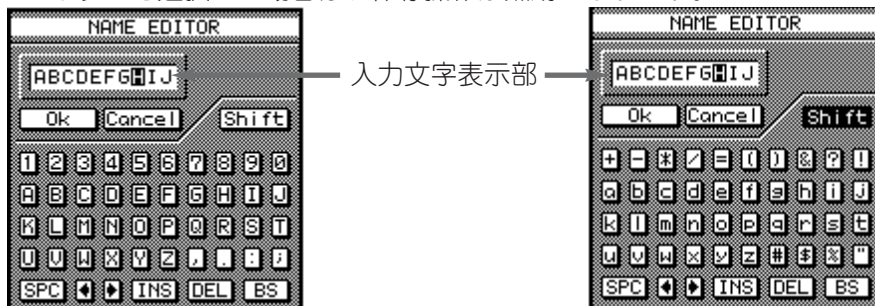 NAME EDITOR
ABCDEFGHIJ
Ok Cancel Shift
1 2 3 4 5 6 7 8 9 0
A B C D E F G H I J
K L M N O P Q R S T
U V W X Y Z , . : ;
SPC INS DEL BS
入力文字表示部
NAME EDITOR
ABCDEFGHIJ
Ok Cancel Shift
+ - * / = ( ) & ? !
a b c d e f g h i j
k l m n o p q r s t
u v w x y z # $ % "
SPC INS DEL BS